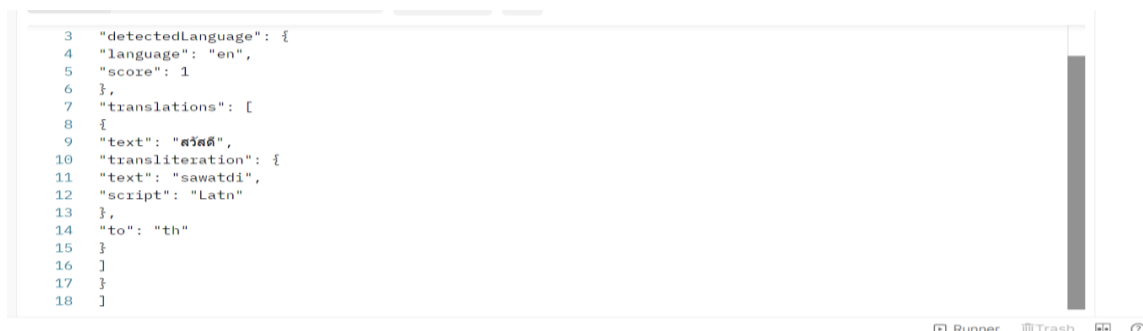 3 "detectedLanguage": {
4 "language": "en",
5 "score": 1
6 },
7 "translations": [
8 {
9 "text": "สวัสดี",
10 "transliteration": {
11 "text": "sawatdi",
12 "script": "Latn"
13 },
14 "to": "th"
15 }
16 ]
17 }
18 ]
Runner Trash